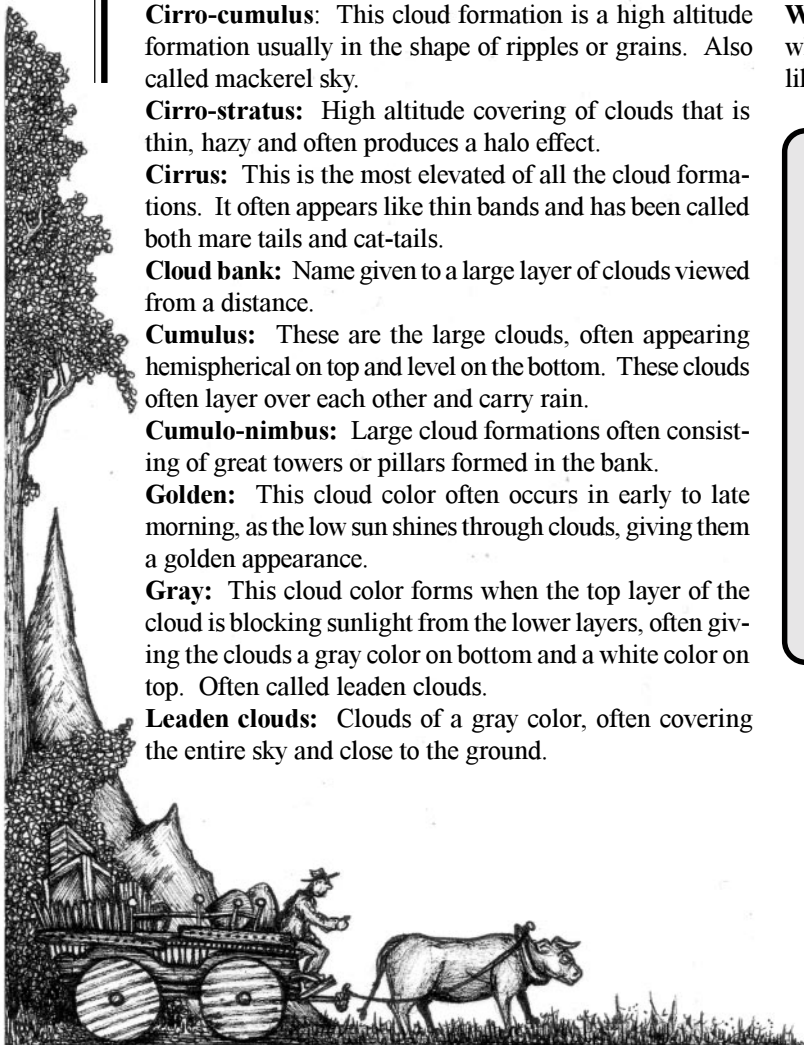 Cirro-cumulus: This cloud formation is a high altitude
formation usually in the shape of ripples or grains. Also
called mackerel sky.
Cirro-stratus: High altitude covering of clouds that is
thin, hazy and often produces a halo effect.
Cirrus: This is the most elevated of all the cloud forma-
tions. It often appears like thin bands and has been called
both mare tails and cat-tails.
Cloud bank: Name given to a large layer of clouds viewed
from a distance.
Cumulus: These are the large clouds, often appearing
hemispherical on top and level on the bottom. These clouds
often layer over each other and carry rain.
Cumulo-nimbus: Large cloud formations often consist-
ing of great towers or pillars formed in the bank.
Golden: This cloud color often occurs in early to late
morning, as the low sun shines through clouds, giving them
a golden appearance.
Gray: This cloud color forms when the top layer of the
cloud is blocking sunlight from the lower layers, often giv-
ing the clouds a gray color on bottom and a white color on
top. Often called leaden clouds.
Leaden clouds: Clouds of a gray color, often covering
the entire sky and close to the ground.